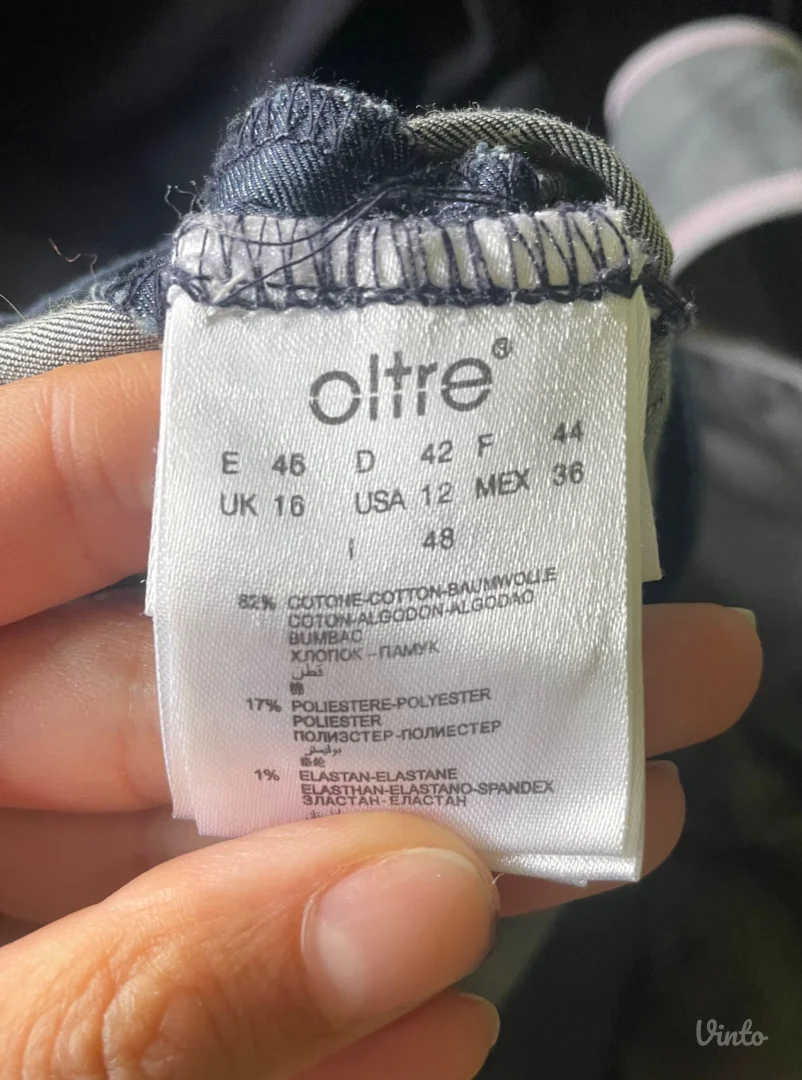 oltre®
E 46 D 42 F 44
UK 16 USA 12 MEX 36
I 48
82% COTONE-COTTON-BAUMWOLLE
COTON-ALGODON-ALGODAO
BUMBAC
ХЛОПОК-ПАМУК
قطن
棉
17% POLIESTERE-POLYESTER
POLIESTER
ПОЛИЭСТЕР-ПОЛИЕСТЕР
بوليستر
1% ELASTAN-ELASTANE
ELASTHAN-ELASTANO-SPANDEX
ЭЛАСТАН-ЕЛАСТАН
Vinto